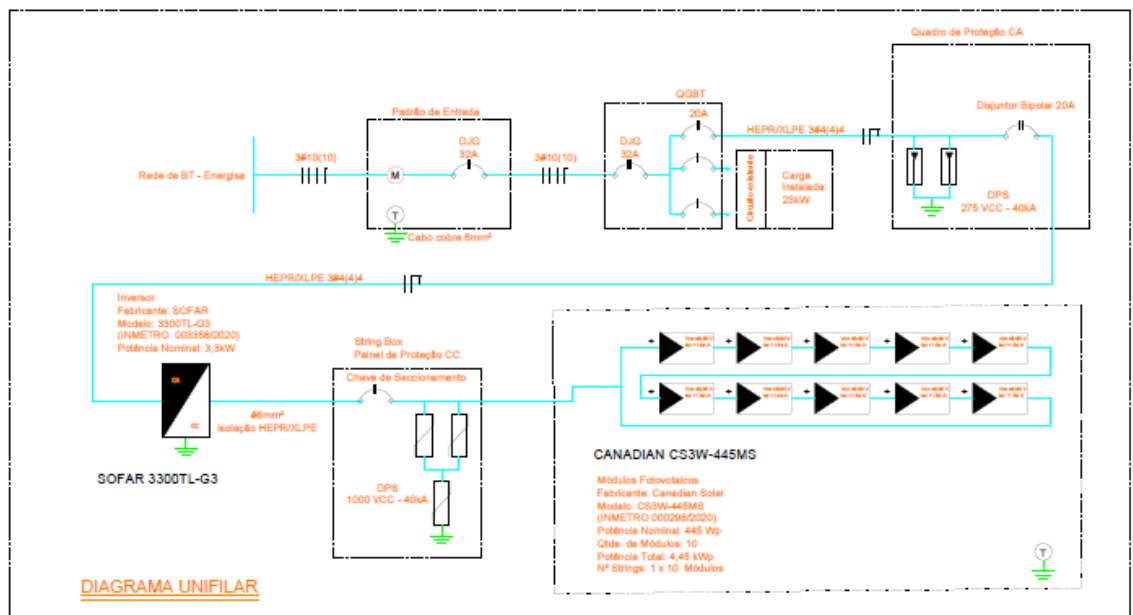 Quadro de Proteção CA
QGBT
20A
Disjuntor Bipolar 20A
Padrão de Entrada
HEPR/XLPE 3#4(4)4
DJG
32A
3#10(10)
3#10(10)
DJG
32A
Rede de BT - Energisa
M
Circuito existente
Carga
Instalada:
23kW
DPS
275 VCC - 40kA
T
Cabo cobre 6mm²
HEPR/XLPE 3#4(4)4
Inversor
Fabricante: SOFAR
Modelo: 3300TL-G3
(INMETRO 003358/2020)
Potência Nominal: 3,3kW
String Box
Painel de Proteção CC
Chave de Seccionamento
CA
CC
#6mm²
isolação HEPR/XLPE
SOFAR 3300TL-G3
DPS
1000 VCC - 40kA
CANADIAN CS3W-445MS
Módulos Fotovoltaicos
Fabricante: Canadian Solar
Modelo: CS3W-445MS
(INMETRO 000298/2020)
Potência Nominal: 445 Wp
Qtde. de Módulos: 10
Potência Total: 4,45 kWp
Nº Strings: 1 x 10 Módulos
T
DIAGRAMA UNIFILAR